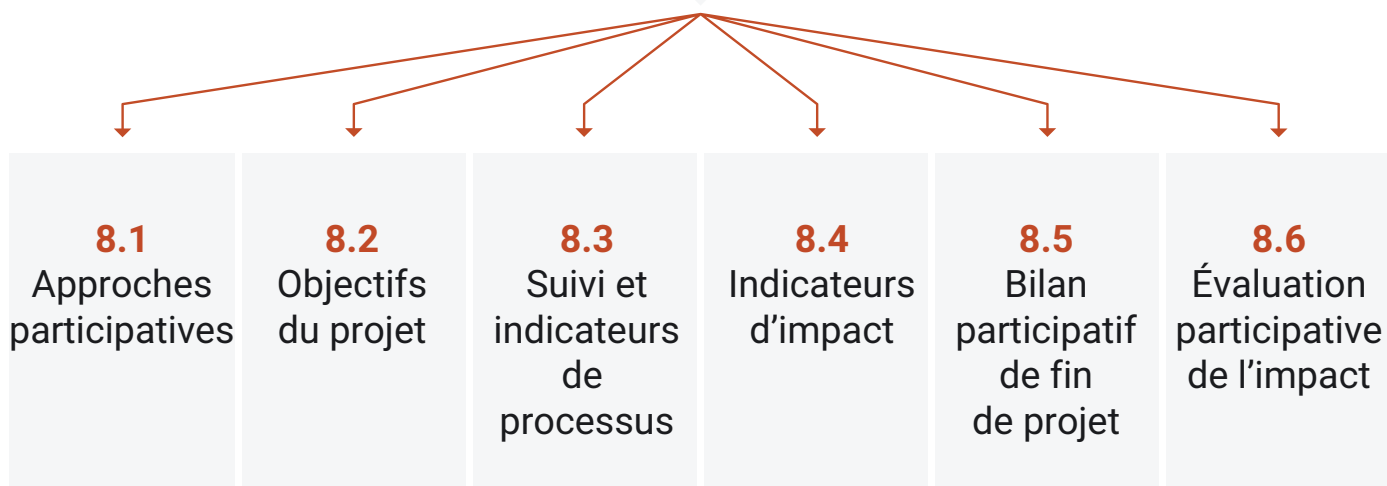 8.1
Approches
participatives
8.2
Objectifs
du projet
8.3
Suivi et
indicateurs
de
processus
8.4
Indicateurs
d’impact
8.5
Bilan
participatif
de fin
de projet
8.6
Évaluation
participative
de l’impact